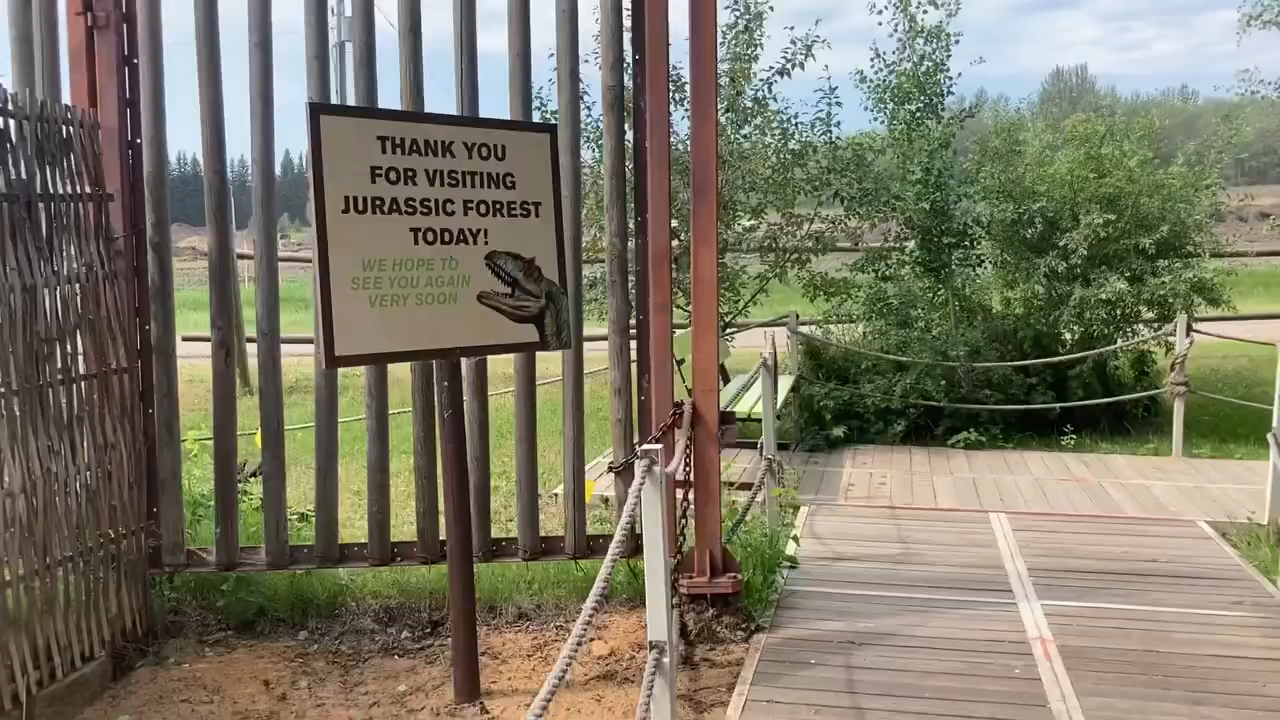 THANK YOU
FOR VISITING
JURASSIC FOREST
TODAY!
WE HOPE TO
SEE YOU AGAIN
VERY SOON